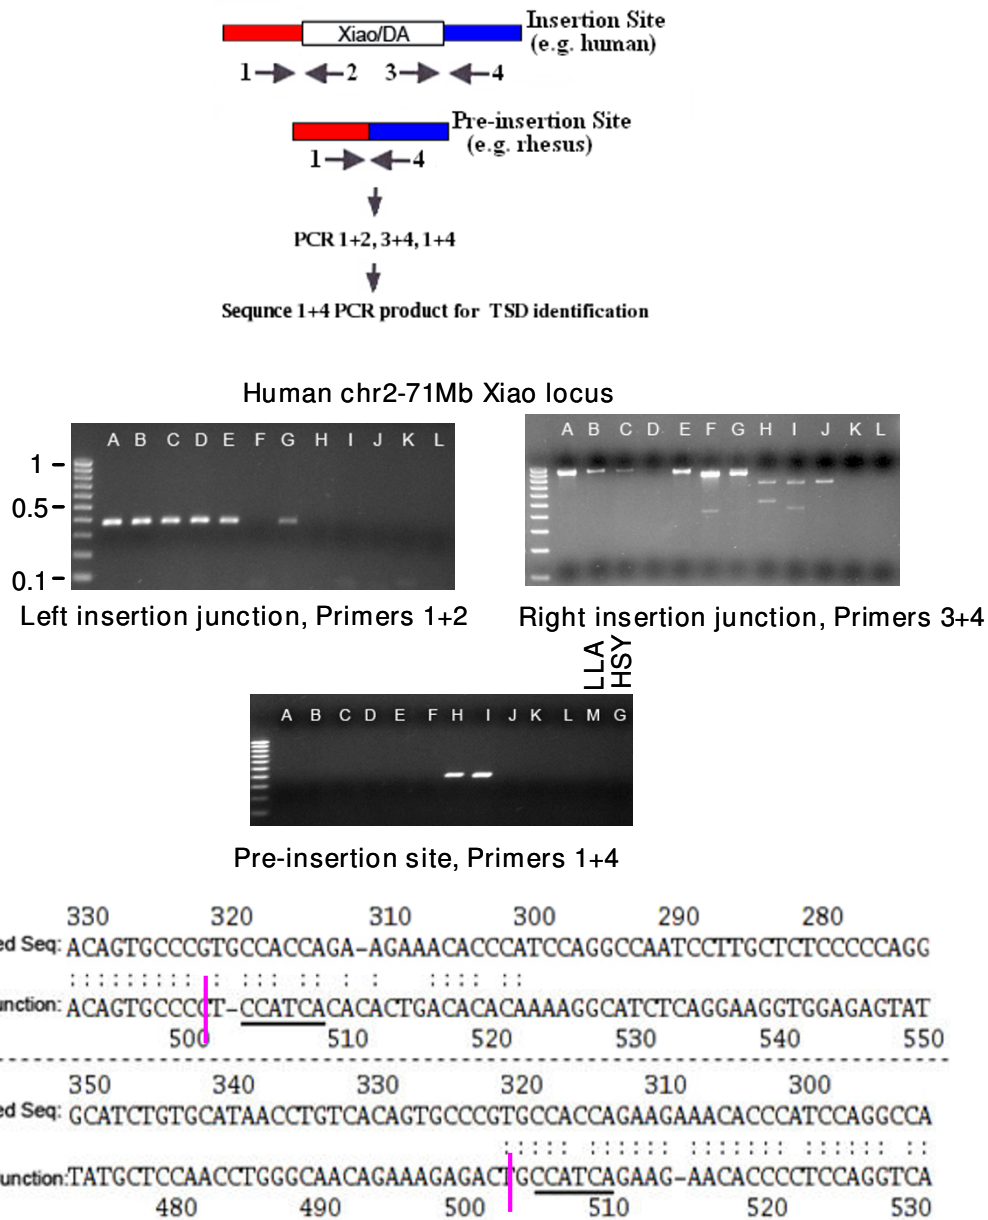 Insertion Site
Xiao/DA
(e.g. human)
1 2 3 4
Pre-insertion Site
(e.g. rhesus)
1 4
PCR 1+2, 3+4, 1+4
Sequnce 1+4 PCR product for TSD identification
Human chr2-71Mb Xiao locus
A B C D E F G H I J K L
1
0.5
0.1
Left insertion junction, Primers 1+2
A B C D E F G H I J K L
Right insertion junction, Primers 3+4
LLA
HSY
A B C D E F H I J K L M G
Pre-insertion site, Primers 1+4
330 320 310 300 290 280
ed Seq: ACAGTGCCCGTGCCACCAGA-AGAAACACCCATCCAGGCCAATCCTTGCTCTCCCCCAGG
unction: ACAGTGCCCCT-CCATCACACACTGACACACAAAAGGCATCTCAGGAAGGTGGAGAGTAT
500 510 520 530 540 550
350 340 330 320 310 300
ed Seq: GCATCTGTGCATAACCTGTCACAGTGCCCGTGCCACCAGAAGAAACACCCATCCAGGCCA
unction: TATGCTCCAACCTGGGCAACAGAAAGAGACTGCCATCAGAAG-AACACCCCTCCAGGTCA
480 490 500 510 520 530